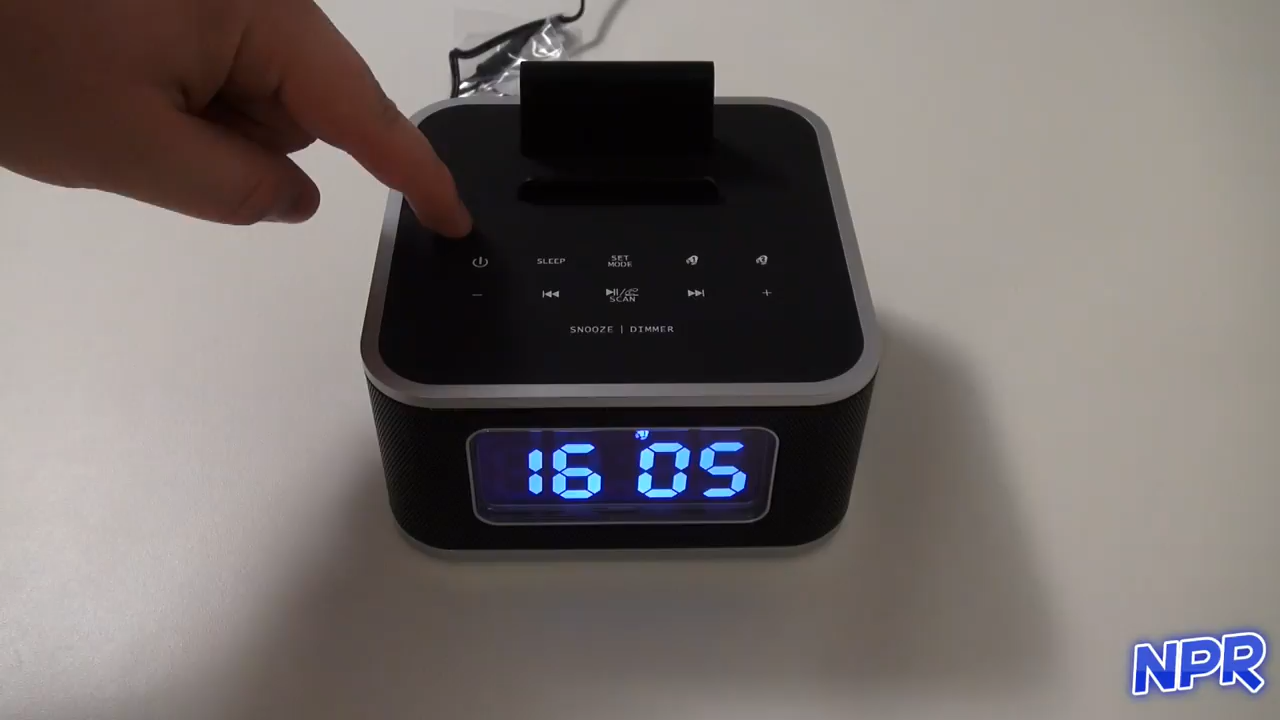 SLEEP
SET
MODE
SCAN
SNOOZE | DIMMER
16 05
NPR